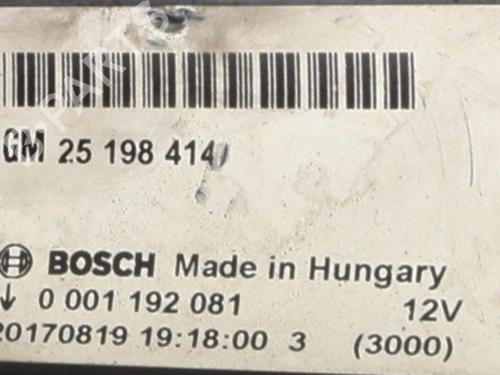 GM 25 198 414
BOSCH Made in Hungary
0 001 192 081 12V
20170819 19:18:00 3 (3000)